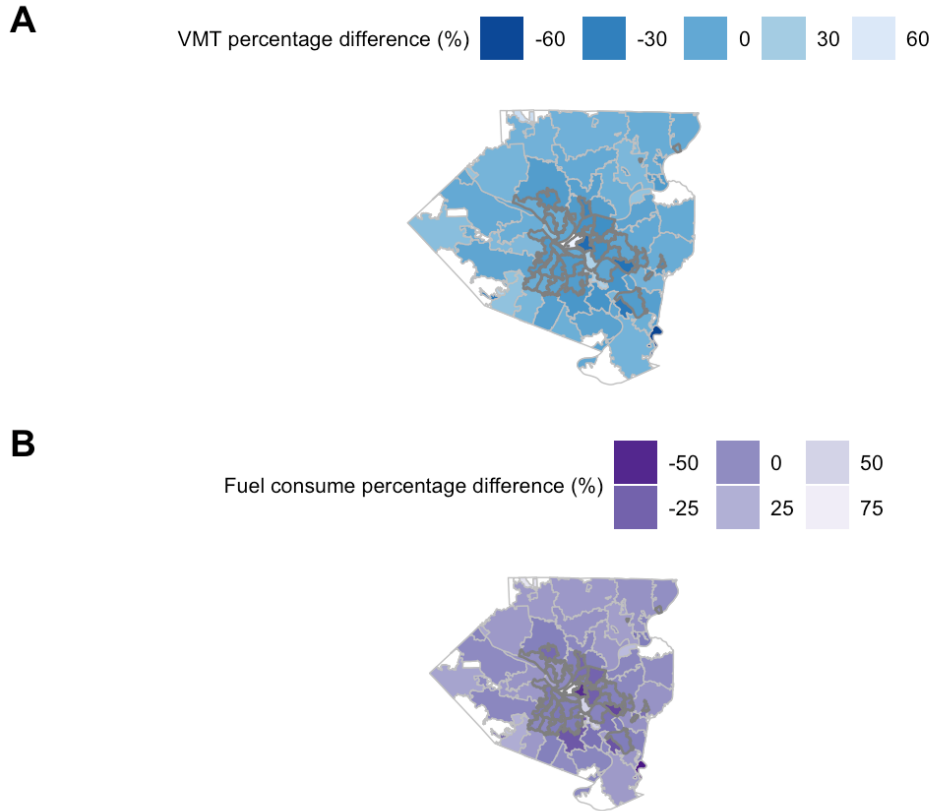 A
VMT percentage difference (%) -60 -30 0 30 60
B
Fuel consume percentage difference (%)
-50 0 50
-25 25 75